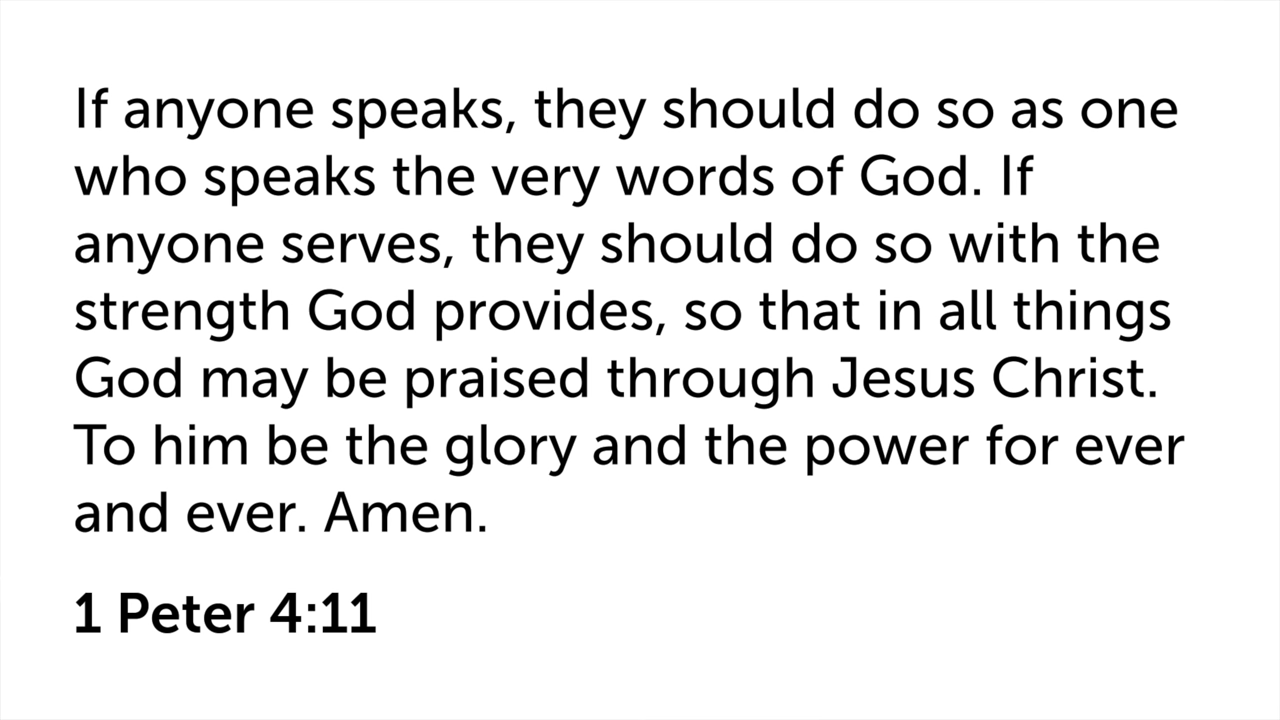 If anyone speaks, they should do so as one
who speaks the very words of God. If
anyone serves, they should do so with the
strength God provides, so that in all things
God may be praised through Jesus Christ.
To him be the glory and the power for ever
and ever. Amen.
1 Peter 4:11